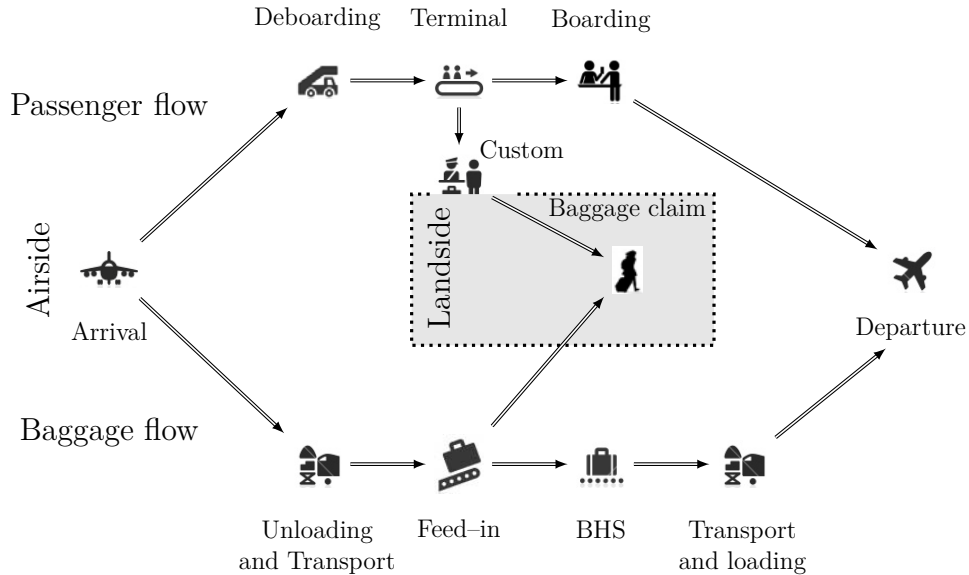 Deboarding
Terminal
Boarding
Passenger flow
Custom
Baggage claim
Airside
Landside
Arrival
Departure
Baggage flow
Unloading
and Transport
Feed–in
BHS
Transport
and loading